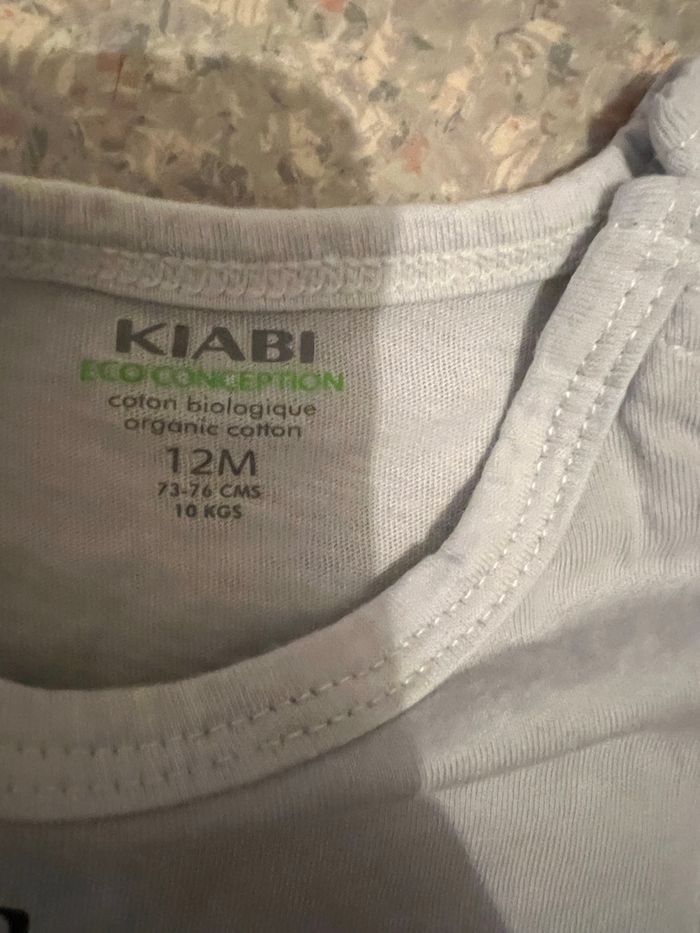 KIABI
ECO CONCEPTION
coton biologique
organic cotton
12M
73-76 CMS
10 KGS